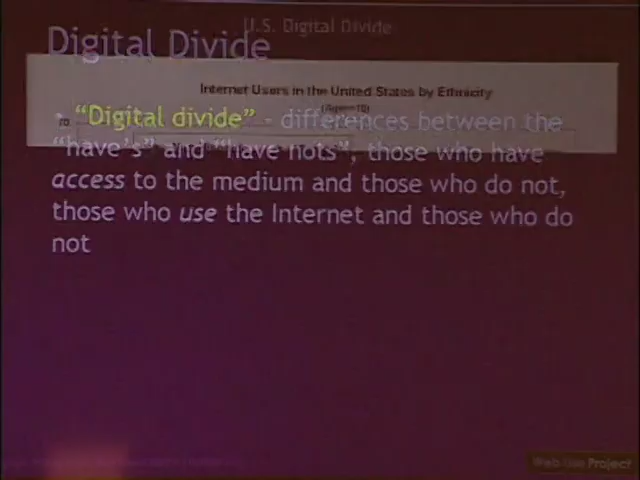 U.S. Digital Divide
Digital Divide
Internet Users in the United States by Ethnicity
70
"Digital divide" - differences between the
"have's" and "have nots", those who have
access to the medium and those who do not,
those who use the Internet and those who do
not
Web Use Project